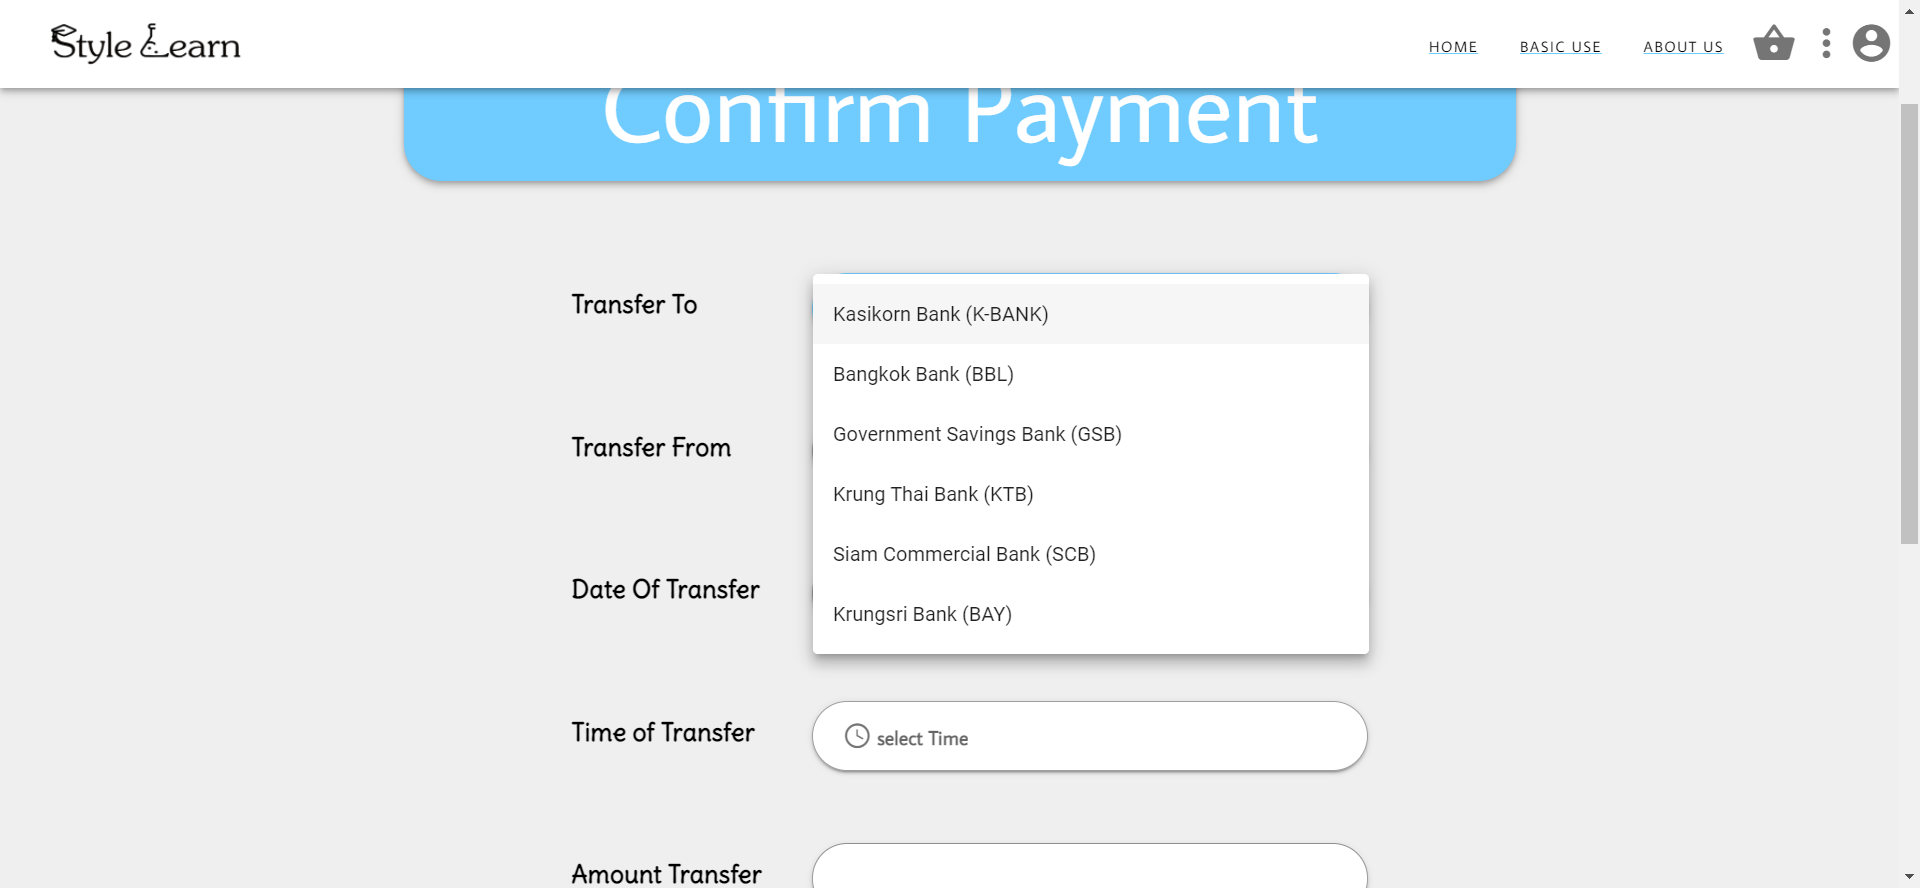 Style Learn
HOME
BASIC USE
ABOUT US
Confirm Payment
Transfer To
Kasikorn Bank (K-BANK)
Bangkok Bank (BBL)
Government Savings Bank (GSB)
Krung Thai Bank (KTB)
Siam Commercial Bank (SCB)
Krungsri Bank (BAY)
Transfer From
Date Of Transfer
Time of Transfer
select Time
Amount Transfer